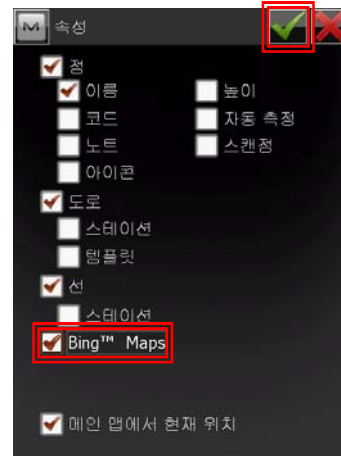 속성
점
이름 높이
코드 자동 측정
노트 스캔점
아이콘
도로
스테이션
템플릿
선
스테이션
Bing™ Maps
메인 맵에서 현재 위치